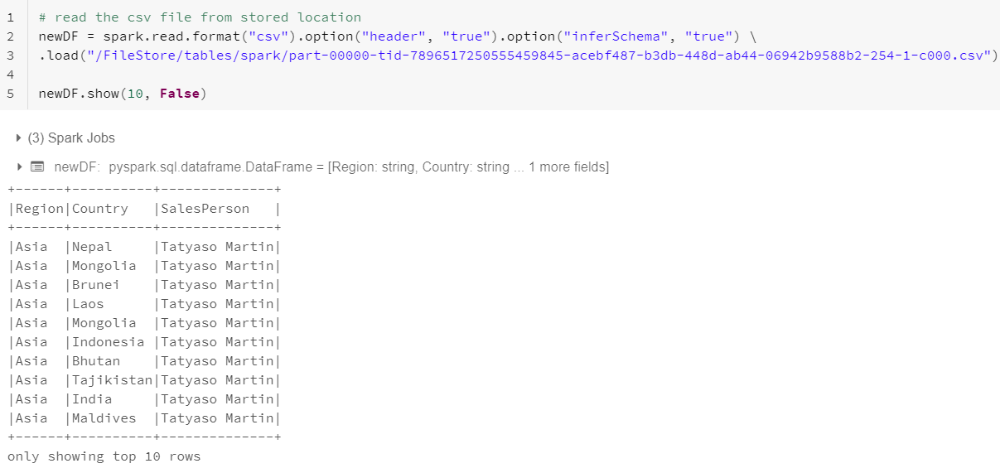 1 # read the csv file from stored location
2 newDF = spark.read.format("csv").option("header", "true").option("inferSchema", "true") \
3 .load("/FileStore/tables/spark/part-00000-tid-7896517250555459845-acebf487-b3db-448d-ab44-06942b9588b2-254-1-c000.csv")
4
5 newDF.show(10, False)
(3) Spark Jobs
newDF: pyspark.sql.dataframe.DataFrame = [Region: string, Country: string ... 1 more fields]
+------+----------+--------------+
|Region|Country   |SalesPerson   |
+------+----------+--------------+
|Asia  |Nepal     |Tatyaso Martin|
|Asia  |Mongolia  |Tatyaso Martin|
|Asia  |Brunei    |Tatyaso Martin|
|Asia  |Laos      |Tatyaso Martin|
|Asia  |Mongolia  |Tatyaso Martin|
|Asia  |Indonesia |Tatyaso Martin|
|Asia  |Bhutan    |Tatyaso Martin|
|Asia  |Tajikistan|Tatyaso Martin|
|Asia  |India     |Tatyaso Martin|
|Asia  |Maldives  |Tatyaso Martin|
+------+----------+--------------+
only showing top 10 rows